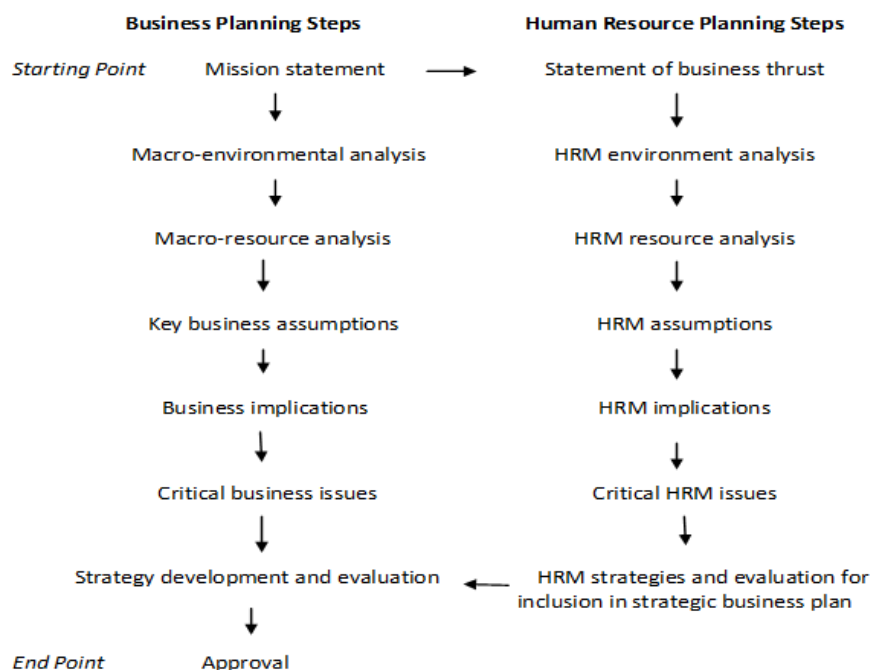 Business Planning Steps Human Resource Planning Steps
Starting Point Mission statement Statement of business thrust
Macro-environmental analysis HRM environment analysis
Macro-resource analysis HRM resource analysis
Key business assumptions HRM assumptions
Business implications HRM implications
Critical business issues Critical HRM issues
Strategy development and evaluation HRM strategies and evaluation for
inclusion in strategic business plan
End Point Approval